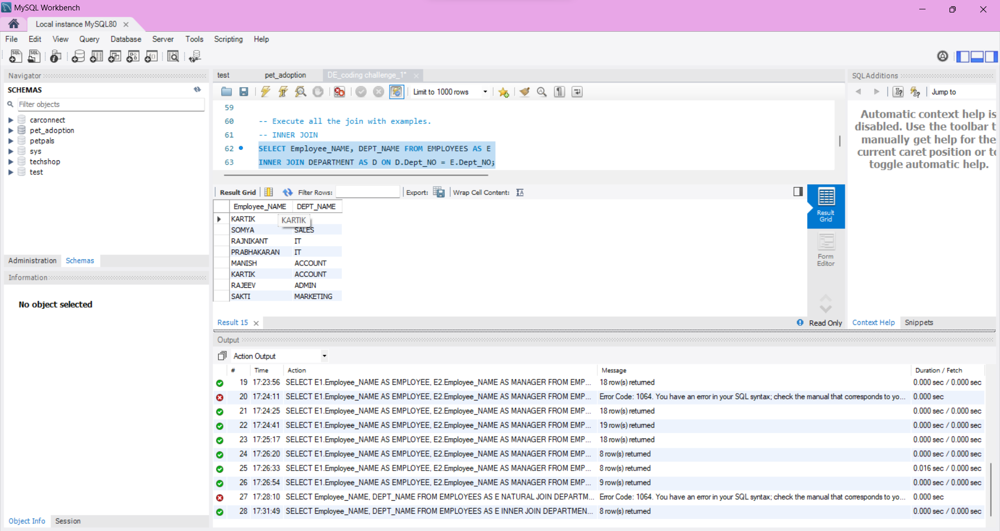 MySQL Workbench
Local instance MySQL80
File Edit View Query Database Server Tools Scripting Help
Navigator
SCHEMAS
Filter objects
carconnect
pet_adoption
petpals
sys
techshop
test
Administration Schemas
Information
No object selected
Object Info Session
test pet_adoption DE_coding challenge_1*
Limit to 1000 rows
59
60 -- Execute all the join with examples.
61 -- INNER JOIN
62 SELECT Employee_NAME, DEPT_NAME FROM EMPLOYEES AS E
63 INNER JOIN DEPARTMENT AS D ON D.Dept_NO = E.Dept_NO;
Result Grid Filter Rows: Export: Wrap Cell Content:
Employee_NAME DEPT_NAME
KARTIK
KARTIK
SOMYA SALES
RAJNIKANT IT
PRABHAKARAN IT
MANISH ACCOUNT
KARTIK ACCOUNT
RAJEEV ADMIN
SAKTI MARKETING
Result
Grid
Form
Editor
Result 15
Read Only
SQLAdditions
Jump to
Automatic context help is
disabled. Use the toolbar t
manually get help for the
current caret position or to
toggle automatic help.
Context Help Snippets
Output
Action Output
# Time Action Message Duration / Fetch
19 17:23:56 SELECT E1.Employee_NAME AS EMPLOYEE, E2.Employee_NAME AS MANAGER FROM EMP... 18 row(s) returned 0.000 sec / 0.000 sec
20 17:24:11 SELECT E1.Employee_NAME AS EMPLOYEE, E2.Employee_NAME AS MANAGER FROM EMP... Error Code: 1064. You have an error in your SQL syntax; check the manual that corresponds to yo... 0.000 sec
21 17:24:25 SELECT E1.Employee_NAME AS EMPLOYEE, E2.Employee_NAME AS MANAGER FROM EMP... 18 row(s) returned 0.000 sec / 0.000 sec
22 17:24:41 SELECT E1.Employee_NAME AS EMPLOYEE, E2.Employee_NAME AS MANAGER FROM EMP... 19 row(s) returned 0.000 sec / 0.000 sec
23 17:25:17 SELECT E1.Employee_NAME AS EMPLOYEE, E2.Employee_NAME AS MANAGER FROM EMP... 18 row(s) returned 0.000 sec / 0.000 sec
24 17:26:20 SELECT E1.Employee_NAME AS EMPLOYEE, E2.Employee_NAME AS MANAGER FROM EMP... 8 row(s) returned 0.000 sec / 0.000 sec
25 17:26:33 SELECT E1.Employee_NAME AS EMPLOYEE, E2.Employee_NAME AS MANAGER FROM EMP... 8 row(s) returned 0.016 sec / 0.000 sec
26 17:26:54 SELECT E1.Employee_NAME AS EMPLOYEE, E2.Employee_NAME AS MANAGER FROM EMP... 9 row(s) returned 0.000 sec / 0.000 sec
27 17:28:10 SELECT Employee_NAME, DEPT_NAME FROM EMPLOYEES AS E NATURAL JOIN DEPARTM... Error Code: 1064. You have an error in your SQL syntax; check the manual that corresponds to yo... 0.000 sec
28 17:31:49 SELECT Employee_NAME, DEPT_NAME FROM EMPLOYEES AS E INNER JOIN DEPARTMEN... 8 row(s) returned 0.000 sec / 0.000 sec